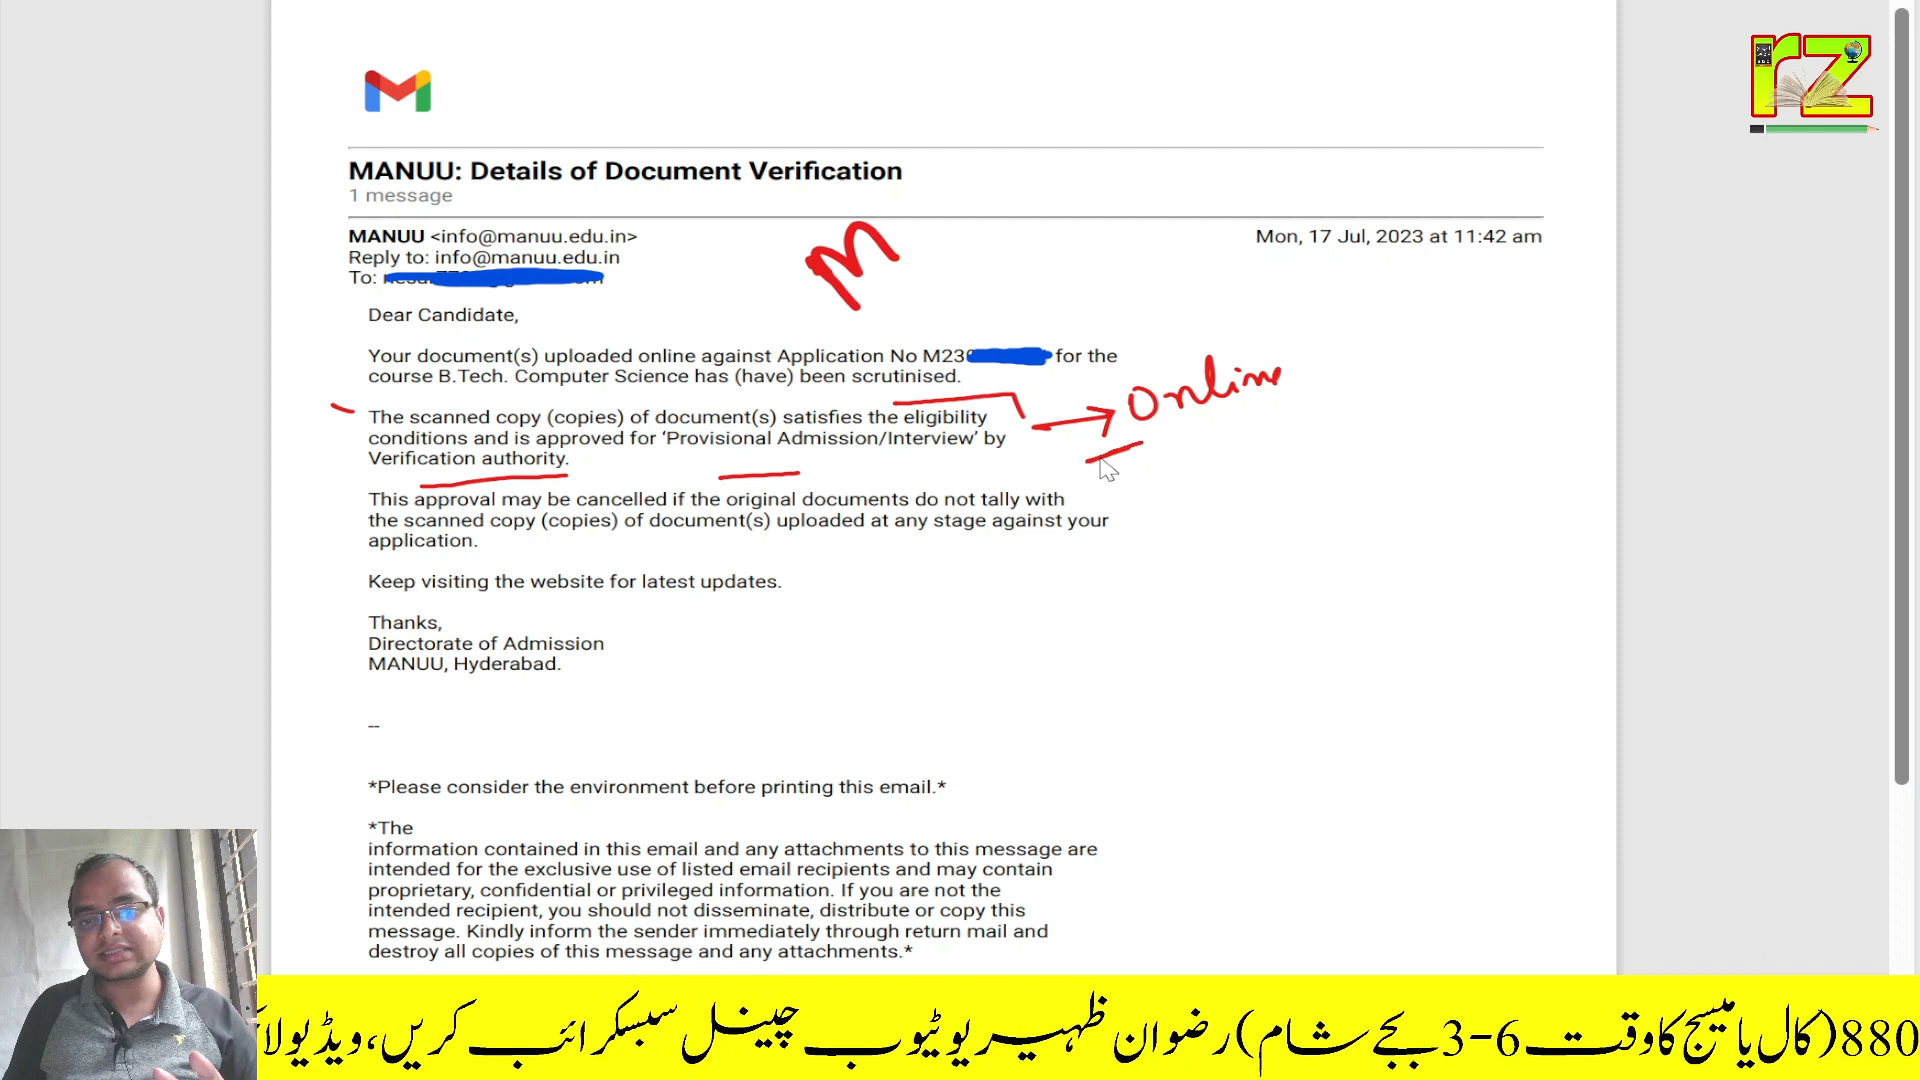 rz
MANUU: Details of Document Verification
1 message
MANUU <info@manuu.edu.in>
Mon, 17 Jul, 2023 at 11:42 am
Reply to: info@manuu.edu.in
To:
M
Dear Candidate,
Your document(s) uploaded online against Application No M23 for the
course B.Tech. Computer Science has (have) been scrutinised.
Online
The scanned copy (copies) of document(s) satisfies the eligibility
conditions and is approved for ‘Provisional Admission/Interview’ by
Verification authority.
This approval may be cancelled if the original documents do not tally with
the scanned copy (copies) of document(s) uploaded at any stage against your
application.
Keep visiting the website for latest updates.
Thanks,
Directorate of Admission
MANUU, Hyderabad.
--
*Please consider the environment before printing this email.*
*The
information contained in this email and any attachments to this message are
intended for the exclusive use of listed email recipients and may contain
proprietary, confidential or privileged information. If you are not the
intended recipient, you should not disseminate, distribute or copy this
message. Kindly inform the sender immediately through return mail and
destroy all copies of this message and any attachments.*
880(کال یا میسج کا وقت 6-3 بجے شام) رضوان ظہیر یوٹیوب چینل سبسکرائب کریں، ویڈیو لا